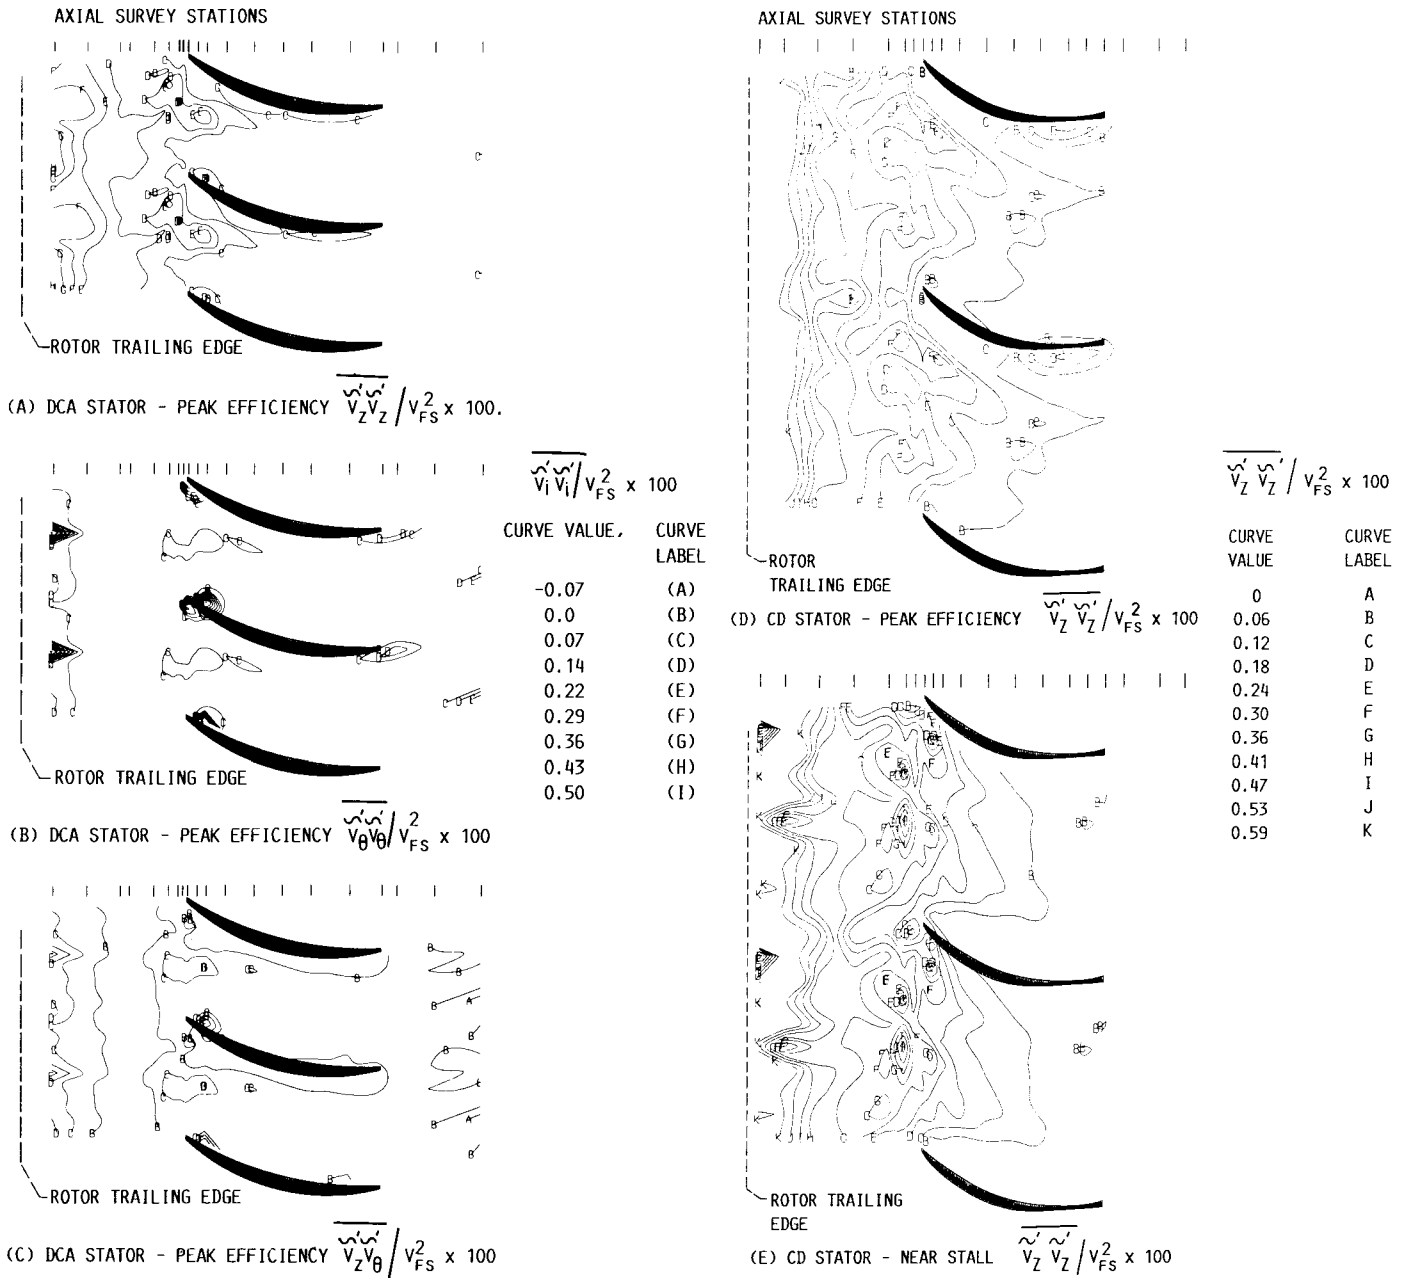 AXIAL SURVEY STATIONS
ROTOR TRAILING EDGE
(A) DCA STATOR - PEAK EFFICIENCY V'Z V'Z / V²FS x 100.
ROTOR TRAILING EDGE
(B) DCA STATOR - PEAK EFFICIENCY V'θV'θ / V²FS x 100
ROTOR TRAILING EDGE
(C) DCA STATOR - PEAK EFFICIENCY V'ZV'θ / V²FS x 100
V'i V'i / V²FS x 100
CURVE VALUE, CURVE LABEL
-0.07 (A)
0.0 (B)
0.07 (C)
0.14 (D)
0.22 (E)
0.29 (F)
0.36 (G)
0.43 (H)
0.50 (I)
AXIAL SURVEY STATIONS
ROTOR
TRAILING EDGE
(D) CD STATOR - PEAK EFFICIENCY V'Z V'Z / V²FS x 100
ROTOR TRAILING
EDGE
(E) CD STATOR - NEAR STALL V'Z V'Z / V²FS x 100
V'Z V'Z / V²FS x 100
CURVE CURVE
VALUE LABEL
0 A
0.06 B
0.12 C
0.18 D
0.24 E
0.30 F
0.36 G
0.41 H
0.47 I
0.53 J
0.59 K